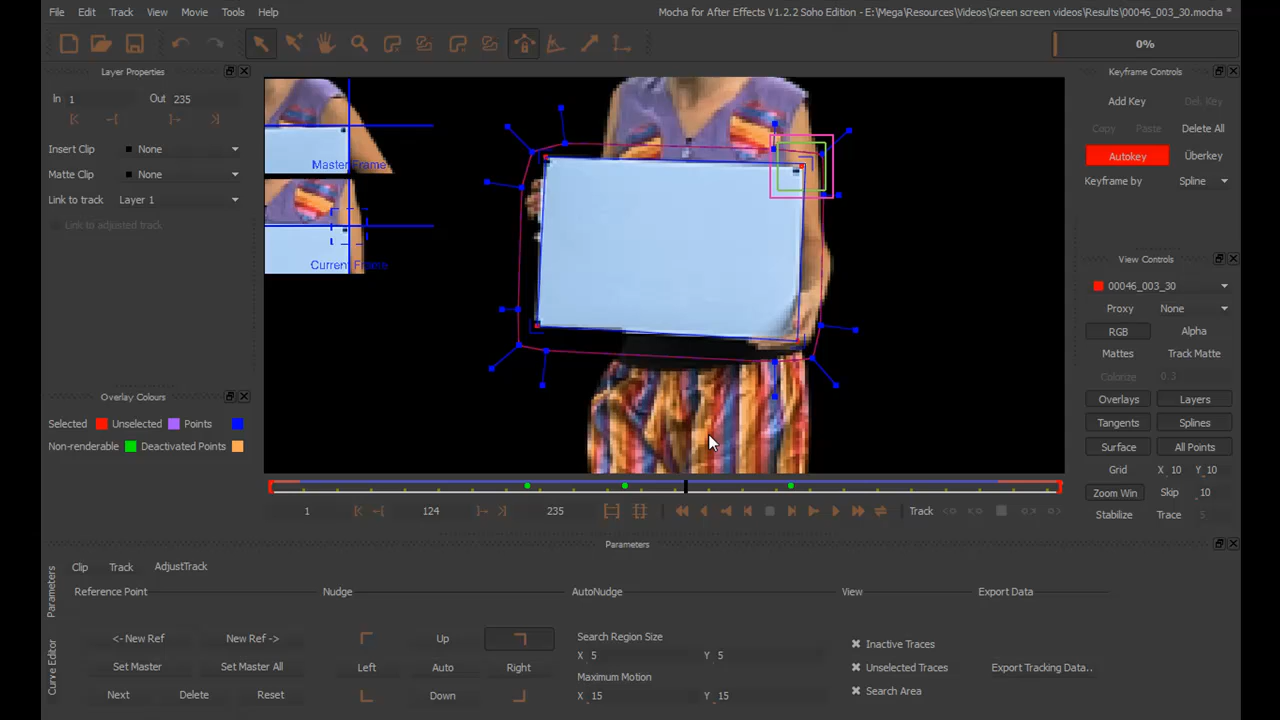 File Edit Track View Movie Tools Help Mocha for After Effects V1.2.2 Soho Edition - E:\Mega\Resources\Videos\Green screen videos\Results\00046_003_30.mocha *
0%
Layer Properties
In 1 Out 235
Insert Clip None
Matte Clip None
Link to track Layer 1
Link to adjusted track
Overlay Colours
Selected Unselected Points
Non-renderable Deactivated Points
Master Frame
Current Frame
Keyframe Controls
Add Key Del. Key
Copy Paste Delete All
Autokey Überkey
Keyframe by Spline
View Controls
00046_003_30
Proxy None
RGB Alpha
Mattes Track Matte
Colorize 0.3
Overlays Layers
Tangents Splines
Surface All Points
Grid X 10 Y 10
Zoom Win Skip 10
Stabilize Trace 5
1 124 235 Track
Parameters
Parameters
Curve Editor
Clip Track AdjustTrack
Reference Point Nudge AutoNudge View Export Data
<- New Ref New Ref ->
Set Master Set Master All
Next Delete Reset
Up
Left Auto Right
Down
Search Region Size
X 5 Y 5
Maximum Motion
X 15 Y 15
Inactive Traces
Unselected Traces
Search Area
Export Tracking Data..